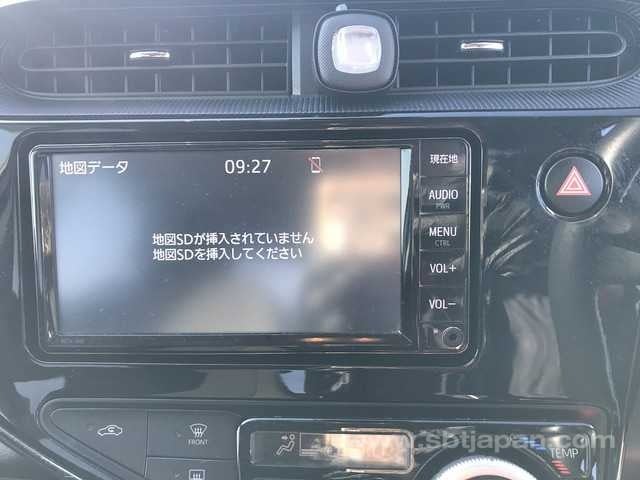 地図データ 09:27
現在地
AUDIO
PWR
地図SDが挿入されていません
地図SDを挿入してください
MENU
CTRL
VOL+
VOL-
FRONT
sbtjapan.com
TEMP